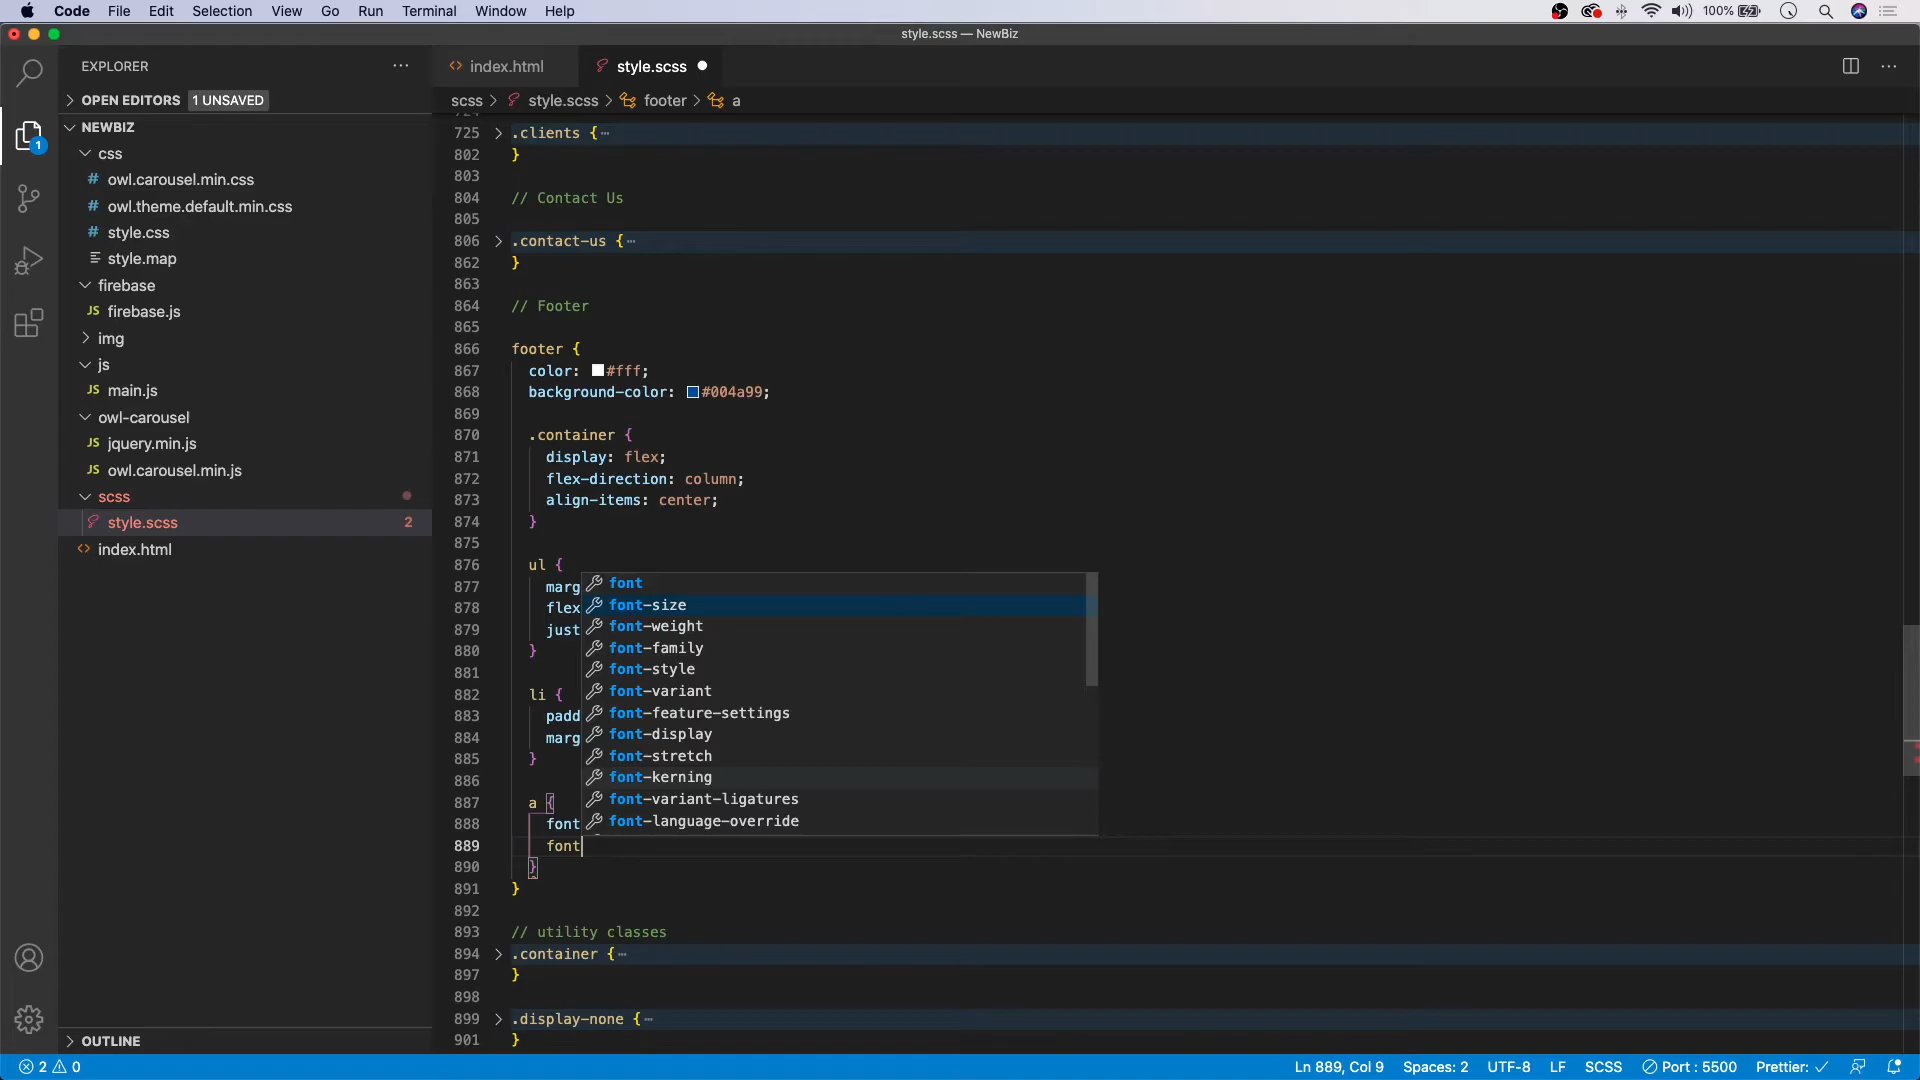 Code File Edit Selection View Go Run Terminal Window Help 100%
style.scss — NewBiz
EXPLORER
OPEN EDITORS 1 UNSAVED
NEWBIZ
css
# owl.carousel.min.css
# owl.theme.default.min.css
# style.css
style.map
firebase
JS firebase.js
img
js
JS main.js
owl-carousel
JS jquery.min.js
JS owl.carousel.min.js
scss
style.scss 2
<> index.html
OUTLINE
1
<> index.html style.scss
scss > style.scss > footer > a
724
725 .clients {…
802 }
803
804 // Contact Us
805
806 .contact-us {…
862 }
863
864 // Footer
865
866 footer {
867 color: #fff;
868 background-color: #004a99;
869
870 .container {
871 display: flex;
872 flex-direction: column;
873 align-items: center;
874 }
875
876 ul {
877 marg
878 flex
879 just
880 }
881
882 li {
883 padd
884 marg
885 }
886
887 a {
888 font
889 font
890 }
891 }
892
893 // utility classes
894 .container {…
897 }
898
899 .display-none {…
901 }
font
font-size
font-weight
font-family
font-style
font-variant
font-feature-settings
font-display
font-stretch
font-kerning
font-variant-ligatures
font-language-override
2 0 Ln 889, Col 9 Spaces: 2 UTF-8 LF SCSS Port : 5500 Prettier: ✓